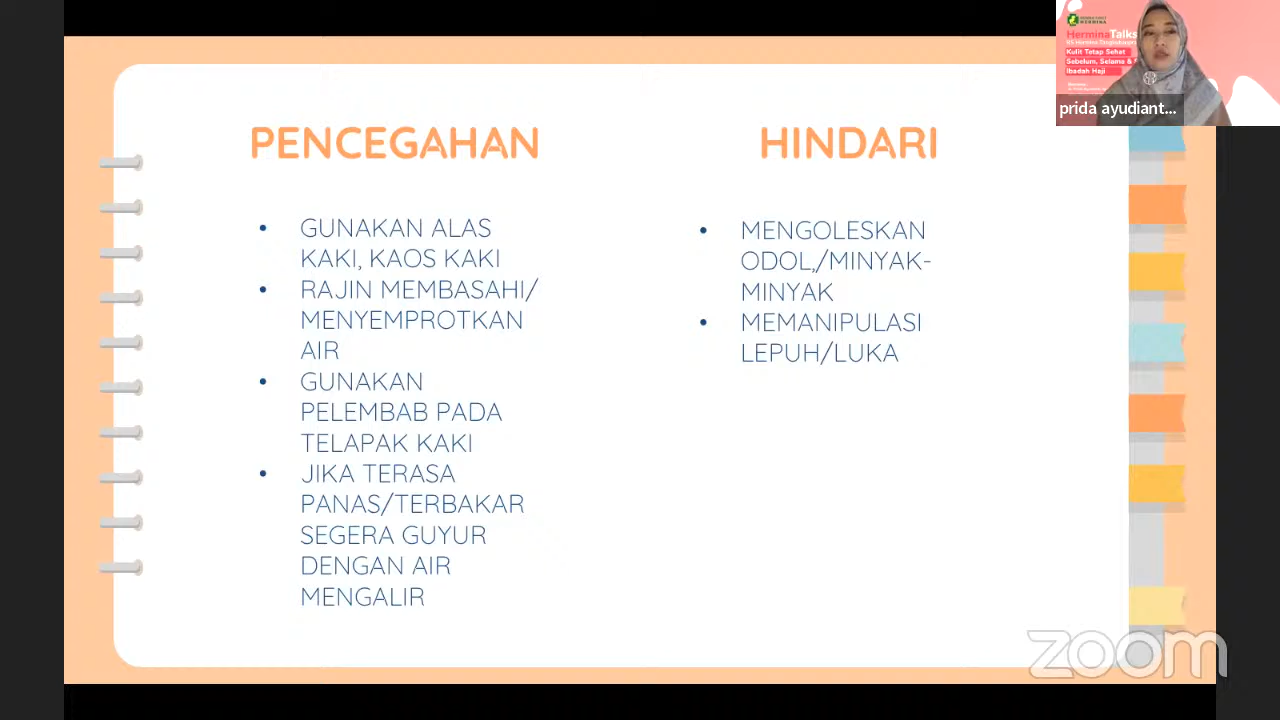 PENCEGAHAN
GUNAKAN ALAS
KAKI, KAOS KAKI
RAJIN MEMBASAHI/
MENYEMPROTKAN
AIR
GUNAKAN
PELEMBAB PADA
TELAPAK KAKI
JIKA TERASA
PANAS/TERBAKAR
SEGERA GUYUR
DENGAN AIR
MENGALIR
HINDARI
MENGOLESKAN
ODOL,/MINYAK-
MINYAK
MEMANIPULASI
LEPUH/LUKA
HERMINA
HerminaTalks
Kulit Tetap Sehat
Sebelum, Selama &
Ibadah Haji
prida ayudiant...
zoom